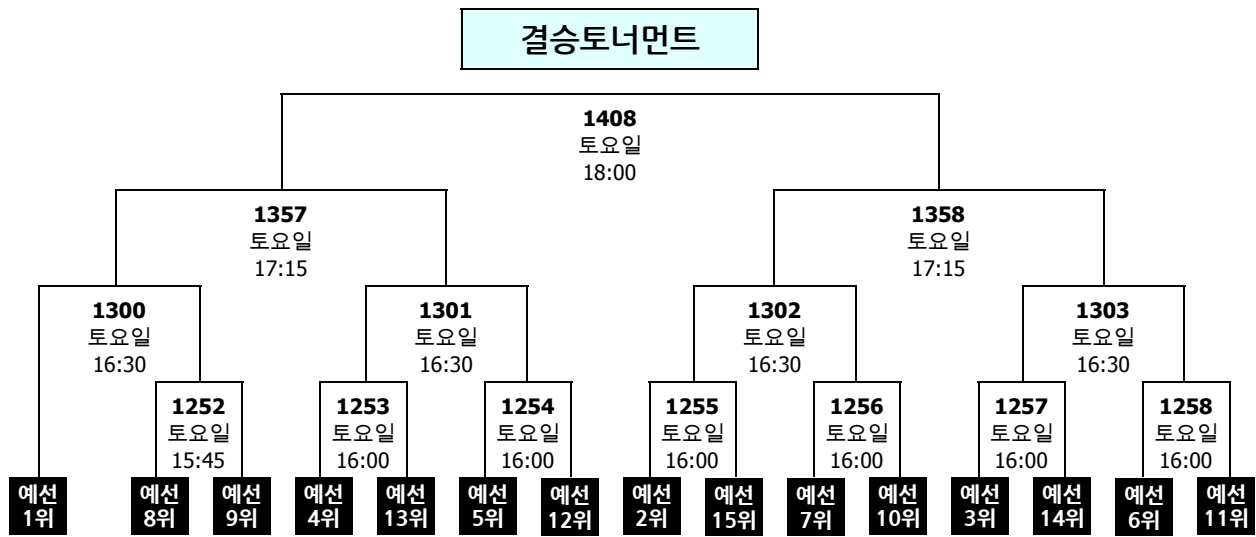 결승토너먼트
1408
토요일
18:00
1357
토요일
17:15
1358
토요일
17:15
1300
토요일
16:30
1301
토요일
16:30
1302
토요일
16:30
1303
토요일
16:30
1252
토요일
15:45
1253
토요일
16:00
1254
토요일
16:00
1255
토요일
16:00
1256
토요일
16:00
1257
토요일
16:00
1258
토요일
16:00
예선
1위
예선
8위
예선
9위
예선
4위
예선
13위
예선
5위
예선
12위
예선
2위
예선
15위
예선
7위
예선
10위
예선
3위
예선
14위
예선
6위
예선
11위